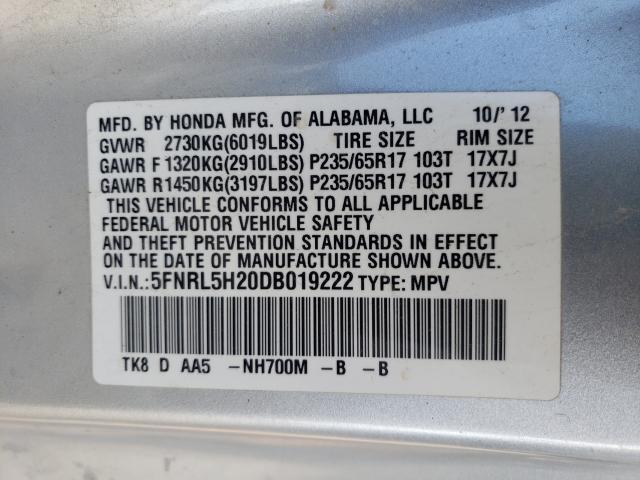 MFD. BY HONDA MFG. OF ALABAMA, LLC 10/'12
GVWR 2730KG(6019LBS) TIRE SIZE RIM SIZE
GAWR F1320KG(2910LBS) P235/65R17 103T 17X7J
GAWR R1450KG(3197LBS) P235/65R17 103T 17X7J
THIS VEHICLE CONFORMS TO ALL APPLICABLE
FEDERAL MOTOR VEHICLE SAFETY
AND THEFT PREVENTION STANDARDS IN EFFECT
ON THE DATE OF MANUFACTURE SHOWN ABOVE.
V.I.N.:5FNRL5H20DB019222 TYPE: MPV
TK8 D AA5 -NH700M -B -B